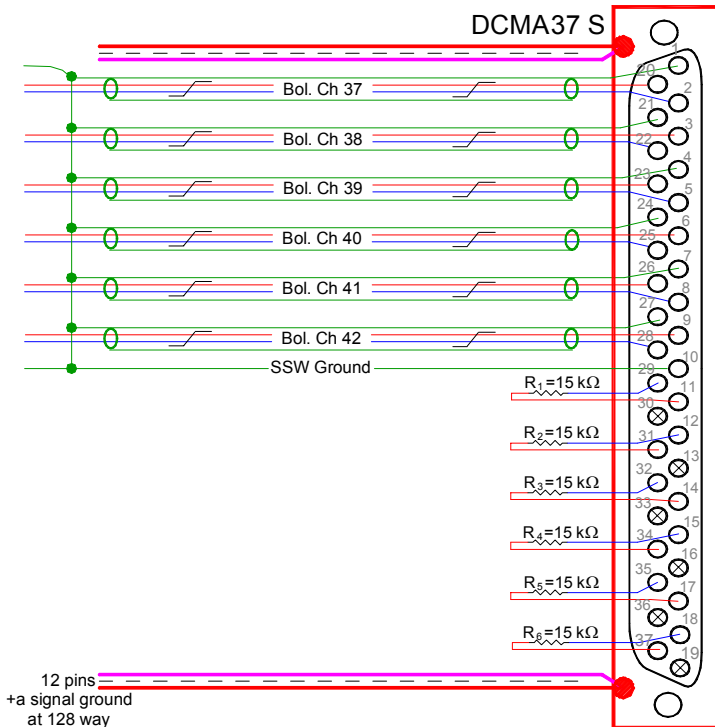 DCMA37 S
1
20
2
Bol. Ch 37
21
3
Bol. Ch 38
22
4
23
Bol. Ch 39
5
24
6
Bol. Ch 40
25
7
26
Bol. Ch 41
8
27
9
Bol. Ch 42
28
10
SSW Ground
29
R1=15 kΩ
11
30
12
R2=15 kΩ
31
13
32
R3=15 kΩ
14
33
15
R4=15 kΩ
34
16
35
R5=15 kΩ
17
36
18
R6=15 kΩ
37
19
12 pins
+a signal ground
at 128 way